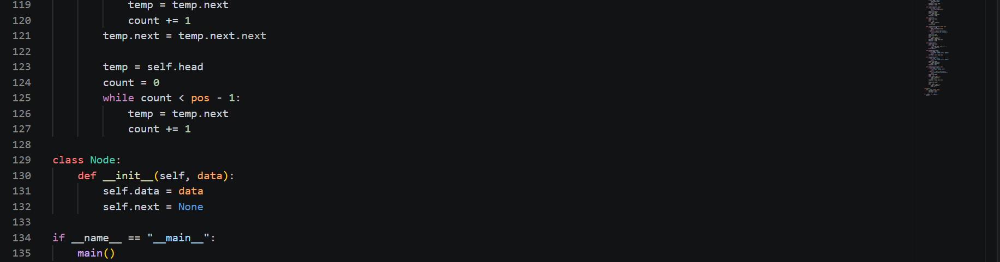 119 temp = temp.next
120 count += 1
121 temp.next = temp.next.next
122
123 temp = self.head
124 count = 0
125 while count < pos - 1:
126 temp = temp.next
127 count += 1
128
129 class Node:
130 def __init__(self, data):
131 self.data = data
132 self.next = None
133
134 if __name__ == "__main__":
135 main()